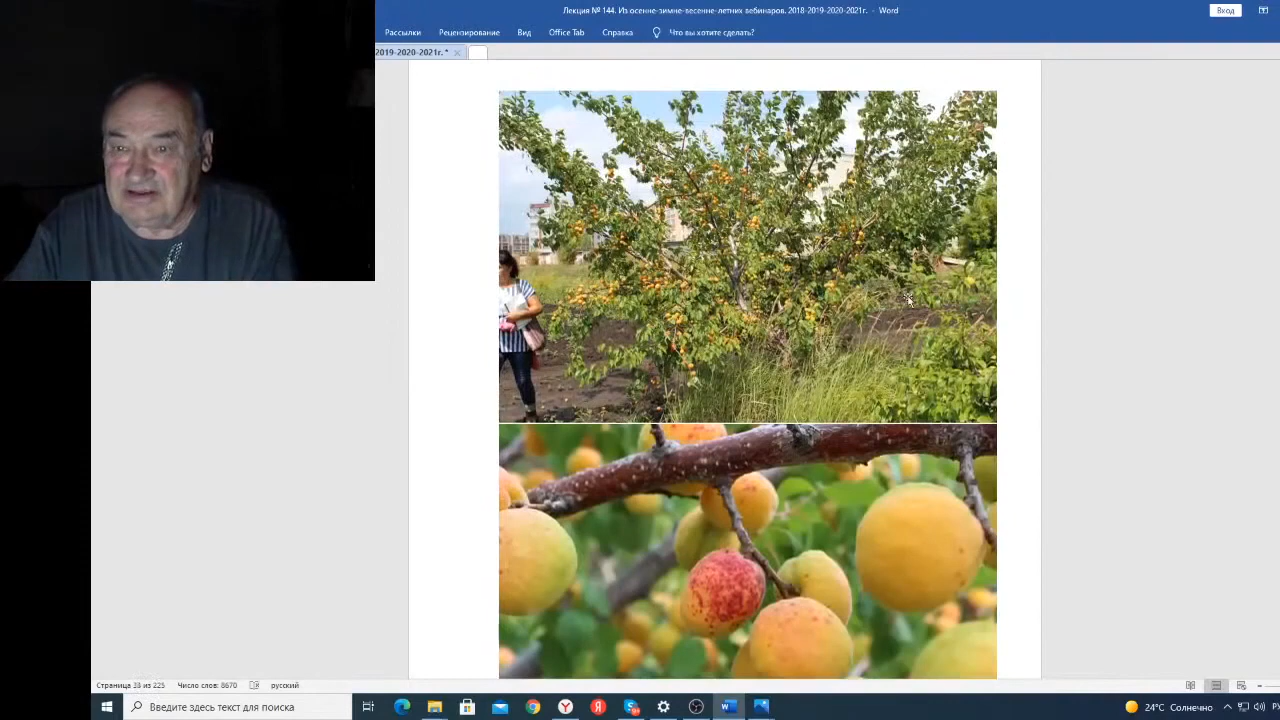 Лекция № 144. Из осенне-зимне-весенне-летних вебинаров. 2018-2019-2020-2021г. - Word
Вход
Рассылки Рецензирование Вид Office Tab Справка Что вы хотите сделать?
2019-2020-2021г. *
Страница 33 из 225 Число слов: 8670 русский
Введите здесь текст для поиска
24°C Солнечно